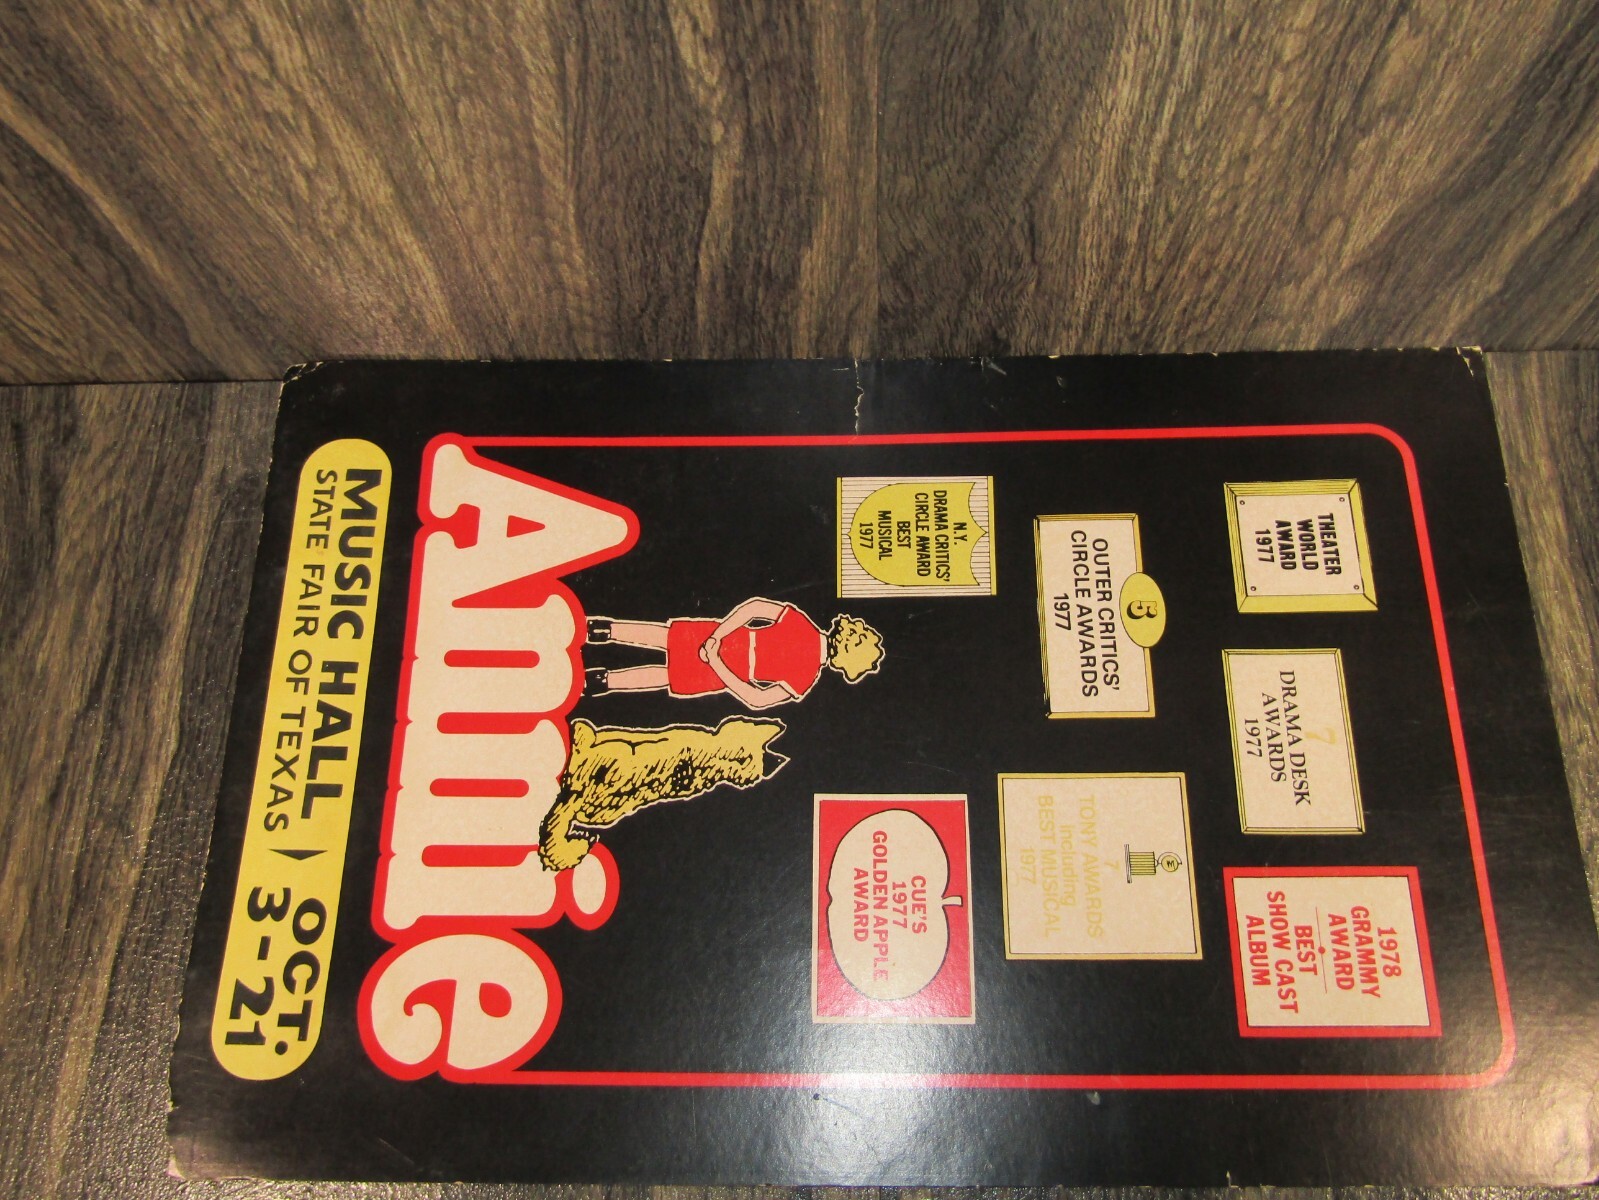 THEATER
WORLD
AWARD
1977
7
DRAMA DESK
AWARDS
1977
1978
GRAMMY
AWARD
BEST
SHOW CAST
ALBUM
5
OUTER CRITICS'
CIRCLE AWARDS
1977
7
TONY AWARDS
including
BEST MUSICAL
1977
N.Y.
DRAMA CRITICS'
CIRCLE AWARD
BEST
MUSICAL
1977
CUE'S
1977
GOLDEN APPLE
AWARD
Annie
MUSIC HALL
STATE FAIR OF TEXAS
OCT.
3-21